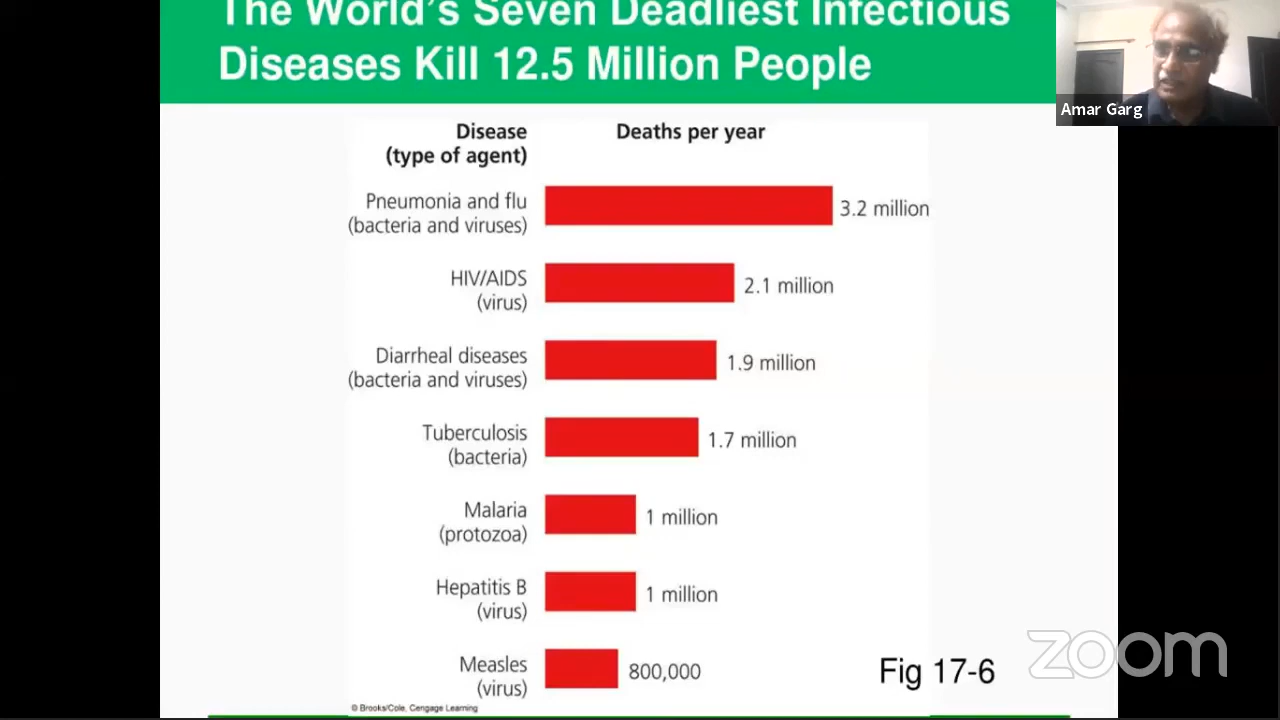 The World's Seven Deadliest Infectious
Diseases Kill 12.5 Million People
Amar Garg
Disease
(type of agent)
Deaths per year
Pneumonia and flu
(bacteria and viruses)
3.2 million
HIV/AIDS
(virus)
2.1 million
Diarrheal diseases
(bacteria and viruses)
1.9 million
Tuberculosis
(bacteria)
1.7 million
Malaria
(protozoa)
1 million
Hepatitis B
(virus)
1 million
Measles
(virus)
800,000
Fig 17-6
zoom
© Brooks/Cole, Cengage Learning